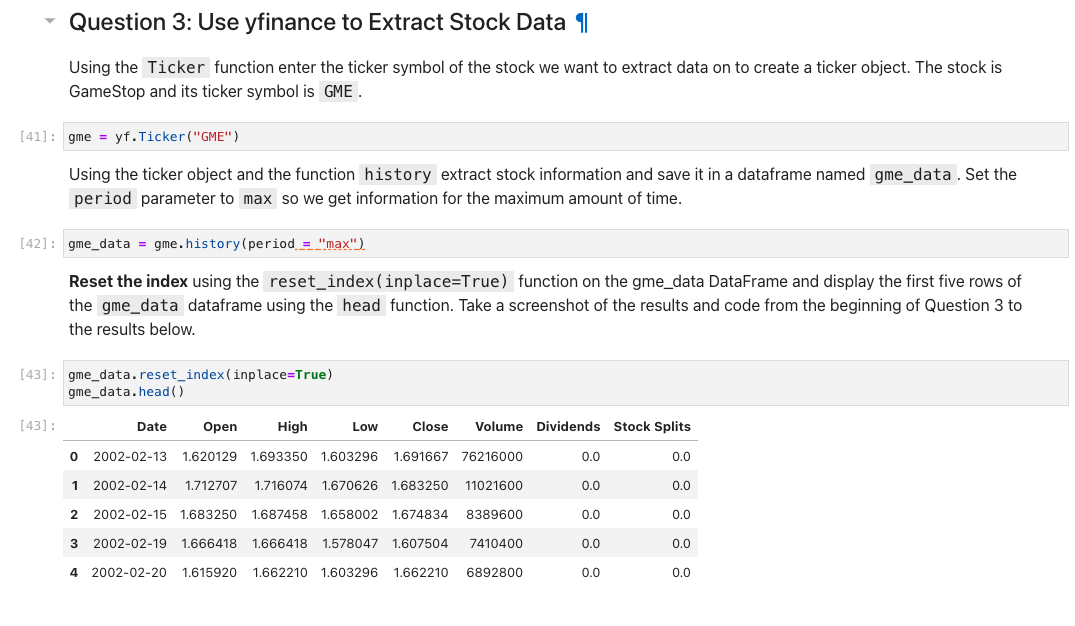 Question 3: Use yfinance to Extract Stock Data ¶
Using the Ticker function enter the ticker symbol of the stock we want to extract data on to create a ticker object. The stock is
GameStop and its ticker symbol is GME .
[41]: gme = yf.Ticker("GME")
Using the ticker object and the function history extract stock information and save it in a dataframe named gme_data . Set the
period parameter to max so we get information for the maximum amount of time.
[42]: gme_data = gme.history(period = "max")
Reset the index using the reset_index(inplace=True) function on the gme_data DataFrame and display the first five rows of
the gme_data dataframe using the head function. Take a screenshot of the results and code from the beginning of Question 3 to
the results below.
[43]: gme_data.reset_index(inplace=True)
gme_data.head()
[43]: Date Open High Low Close Volume Dividends Stock Splits
0 2002-02-13 1.620129 1.693350 1.603296 1.691667 76216000 0.0 0.0
1 2002-02-14 1.712707 1.716074 1.670626 1.683250 11021600 0.0 0.0
2 2002-02-15 1.683250 1.687458 1.658002 1.674834 8389600 0.0 0.0
3 2002-02-19 1.666418 1.666418 1.578047 1.607504 7410400 0.0 0.0
4 2002-02-20 1.615920 1.662210 1.603296 1.662210 6892800 0.0 0.0